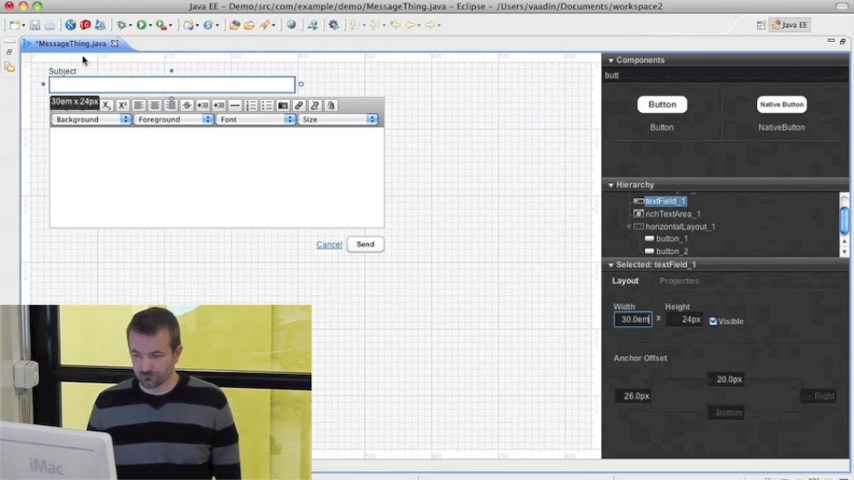 Java EE - Demo/src/com/example/demo/MessageThing.java - Eclipse - /Users/vaadin/Documents/workspace2
Java EE
*MessageThing.java
Subject
30em x 24px
X₂ X²
Background Foreground Font Size
Cancel Send
Components
butt
Button Native Button
Button NativeButton
Hierarchy
textField_1
richTextArea_1
horizontalLayout_1
button_1
button_2
Selected: textField_1
Layout Properties
Width Height
30.0em x 24px Visible
Anchor Offset
20.0px
26.0px Right
Bottom
iMac